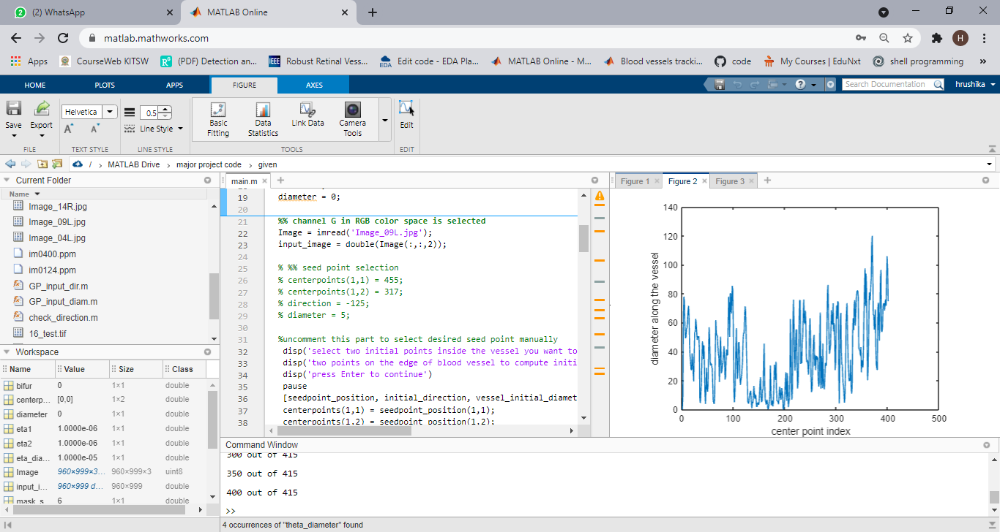 (2) WhatsApp
MATLAB Online
matlab.mathworks.com
H
Apps CourseWeb KITSW (PDF) Detection an... IEEE Robust Retinal Vess... EDA Edit code - EDA Pla... MATLAB Online - M... Blood vessels tracki... code My Courses | EduNxt shell programming »
HOME PLOTS APPS FIGURE AXES Search Documentation hrushika
Save Export Helvetica 0.5 Line Style Basic Fitting Data Statistics Link Data Camera Tools Edit
FILE TEXT STYLE LINE STYLE TOOLS EDIT
/ › MATLAB Drive › major project code › given
Current Folder
Name
Image_14R.jpg
Image_09L.jpg
Image_04L.jpg
im0400.ppm
im0124.ppm
GP_input_dir.m
GP_input_diam.m
check_direction.m
16_test.tif
Workspace
Name Value Size Class
bifur 0 1×1 double
centerp... [0,0] 1×2 double
diameter 0 1×1 double
eta1 1.0000e-06 1×1 double
eta2 1.0000e-06 1×1 double
eta_dia... 1.0000e-05 1×1 double
Image 960×999×3... 960×999×3 uint8
input_i... 960×999 d... 960×999 double
mask_s 6 1×1 double
main.m
19 diameter = 0;
20
21 %% channel G in RGB color space is selected
22 Image = imread('Image_09L.jpg');
23 input_image = double(Image(:,:,2));
24
25 % %% seed point selection
26 % centerpoints(1,1) = 455;
27 % centerpoints(1,2) = 317;
28 % direction = -125;
29 % diameter = 5;
30
31 %uncomment this part to select desired seed point manually
32 disp('select two initial points inside the vessel you want to
33 disp('two points on the edge of blood vessel to compute initi
34 disp('press Enter to continue')
35 pause
36 [seedpoint_position, initial_direction, vessel_initial_diamet
37 centerpoints(1,1) = seedpoint_position(1,1);
38 centerpoints(1,2) = seedpoint_position(1,2);
Figure 1 Figure 2 Figure 3
140
120
100
80
60
40
20
0
diameter along the vessel
0 100 200 300 400 500
center point index
Command Window
300 out of 415
350 out of 415
400 out of 415
>>
4 occurrences of "theta_diameter" found